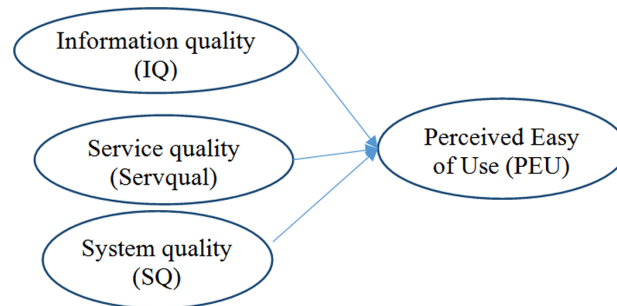 Information quality
(IQ)
Service quality
(Servqual)
System quality
(SQ)
Perceived Easy
of Use (PEU)